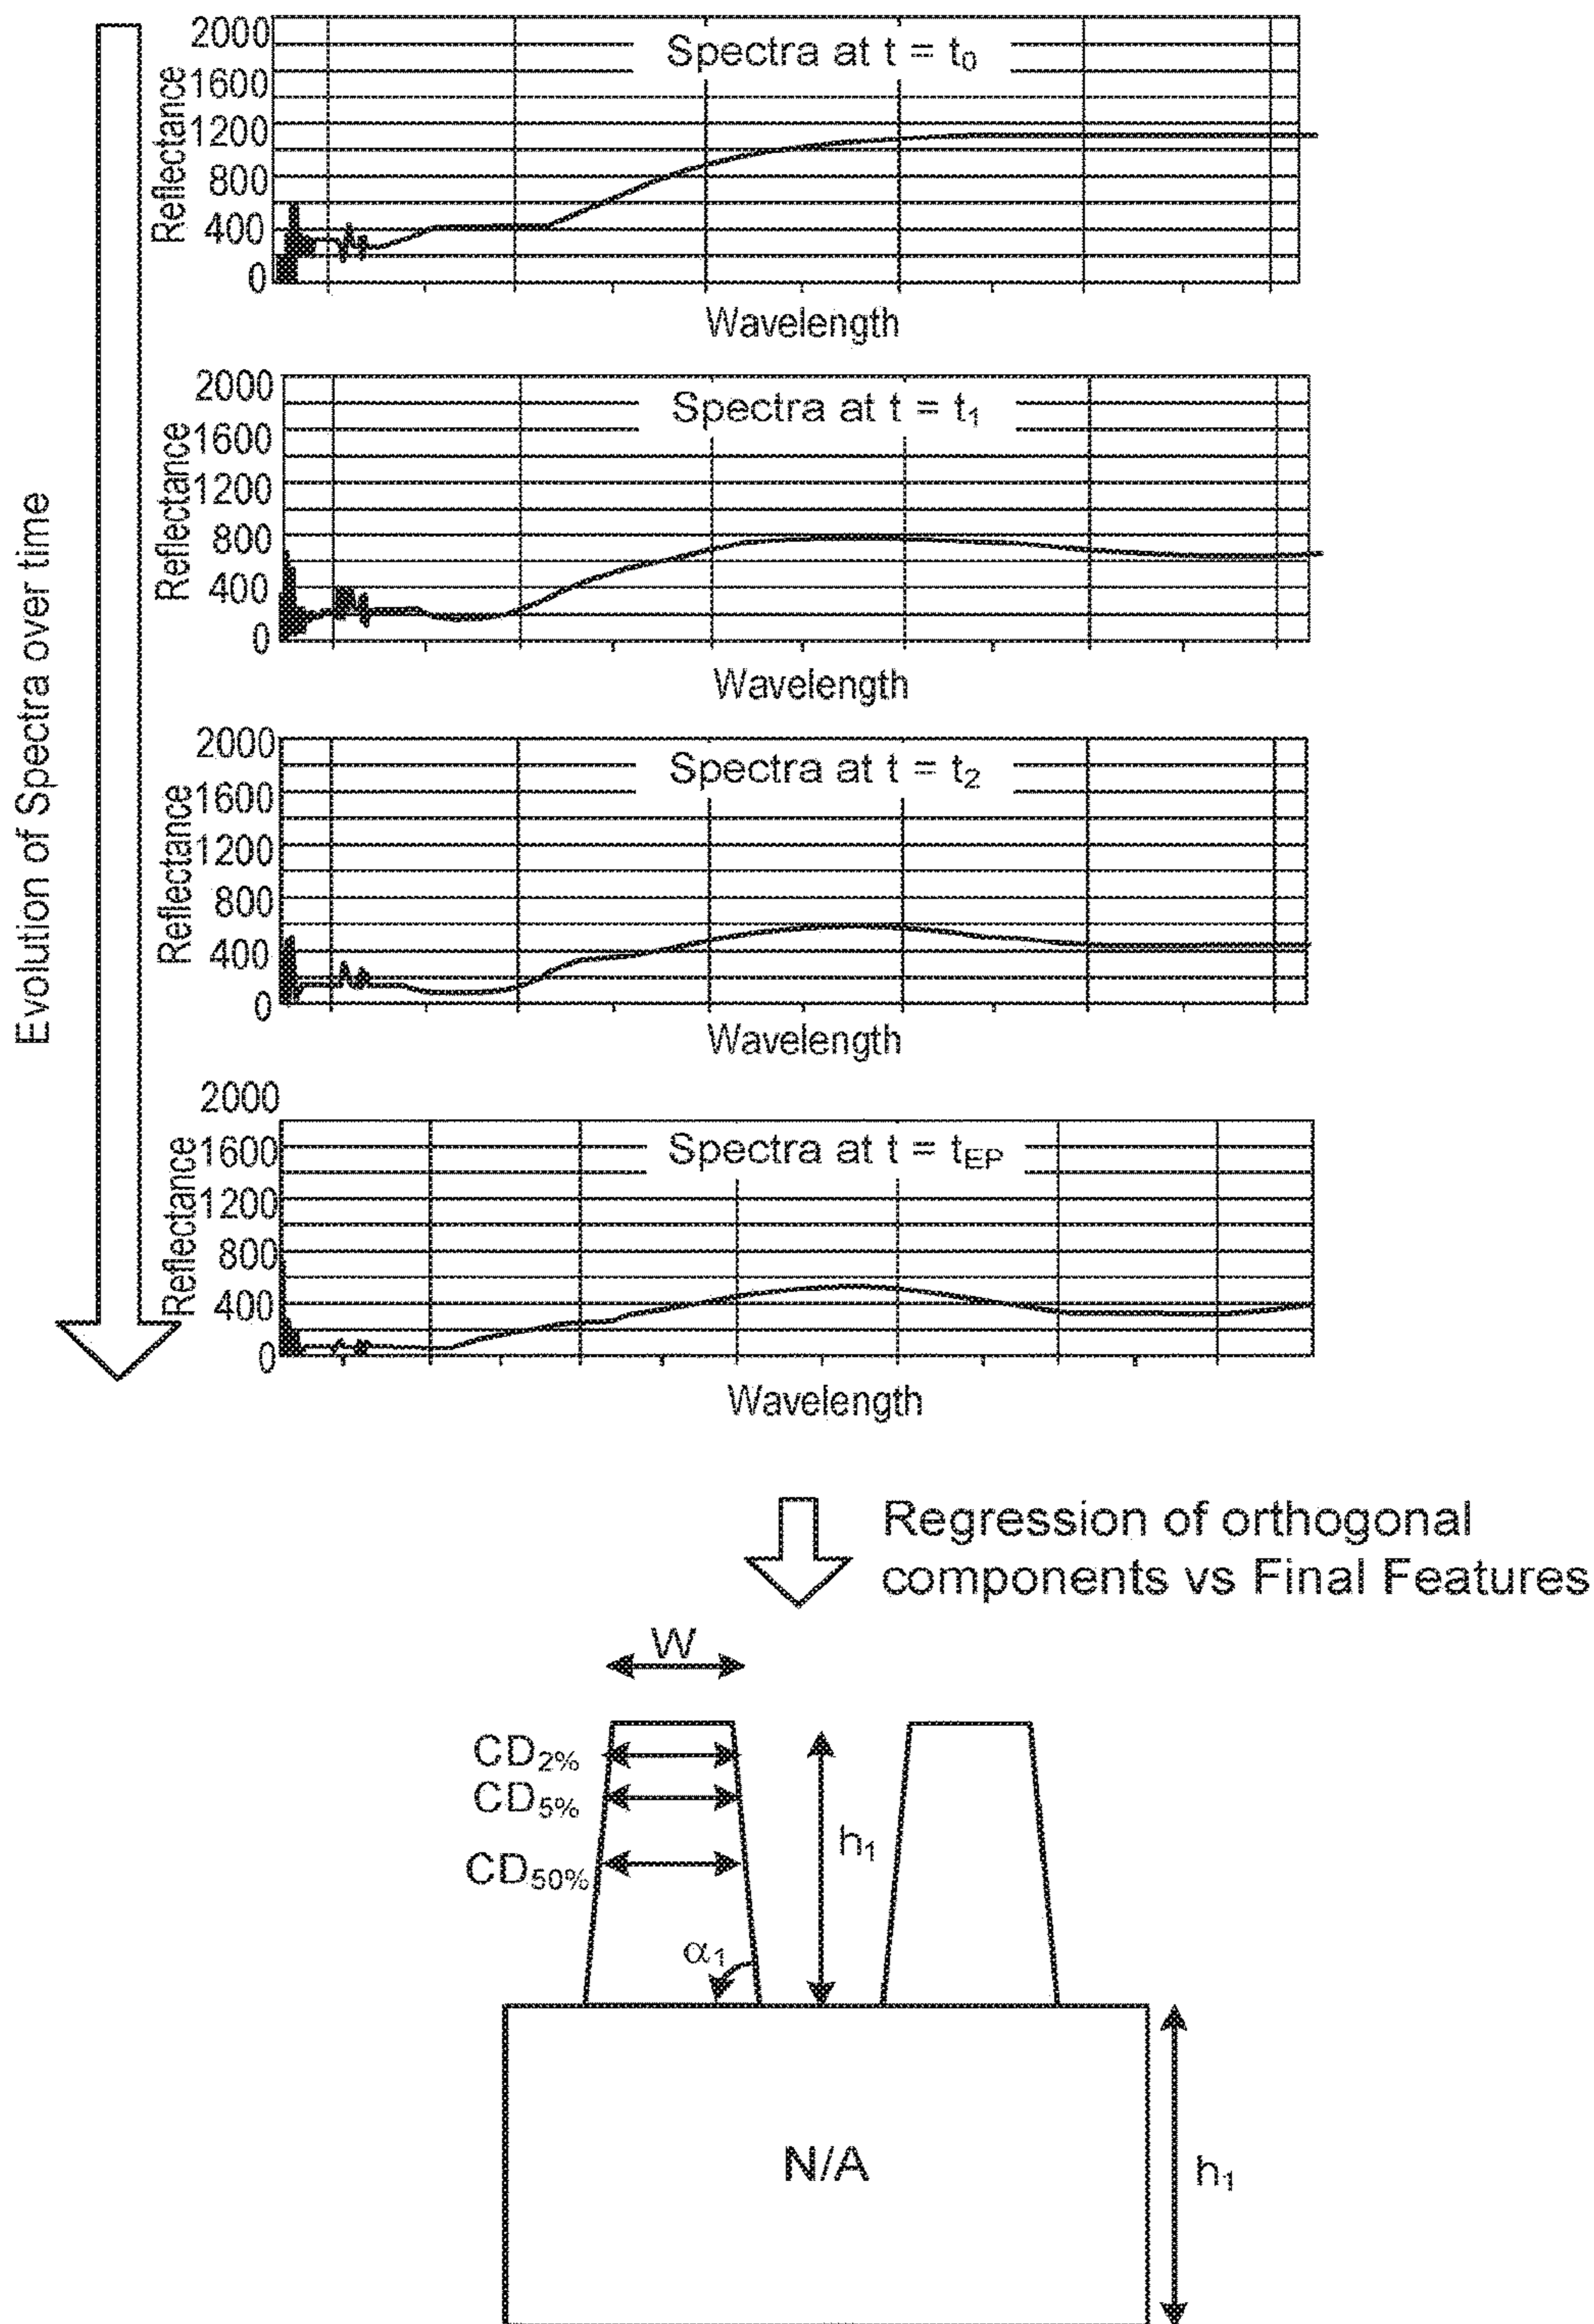 Evolution of Spectra over time
Spectra at t = t0
Reflectance
2000
1600
1200
800
400
0
Wavelength
Spectra at t = t1
Reflectance
2000
1600
1200
800
400
0
Wavelength
Spectra at t = t2
Reflectance
2000
1600
1200
800
400
0
Wavelength
Spectra at t = tEP
Reflectance
2000
1600
1200
800
400
0
Wavelength
Regression of orthogonal
components vs Final Features
W
CD2%
CD5%
CD50%
h1
α1
N/A
h1